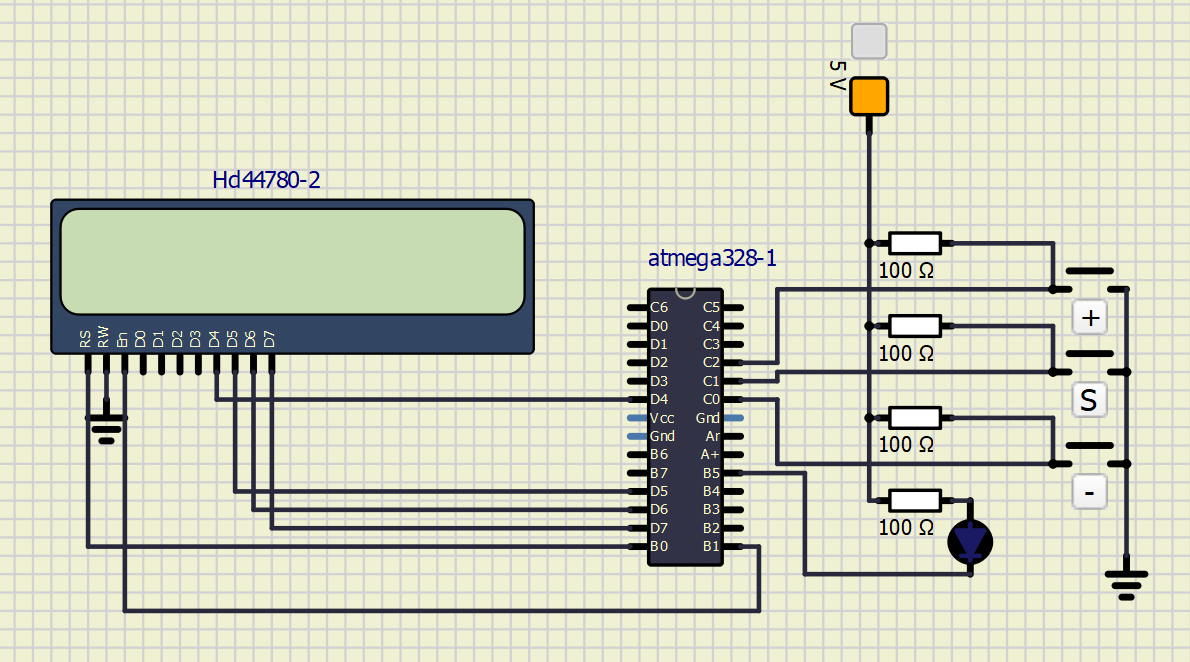 5 V
Hd44780-2
atmega328-1
RS RW En D0 D1 D2 D3 D4 D5 D6 D7
C6 C5
D0 C4
D1 C3
D2 C2
D3 C1
D4 C0
Vcc Gnd
Gnd Ar
B6 A+
B7 B5
D5 B4
D6 B3
D7 B2
B0 B1
100 Ω
+
100 Ω
S
100 Ω
-
100 Ω